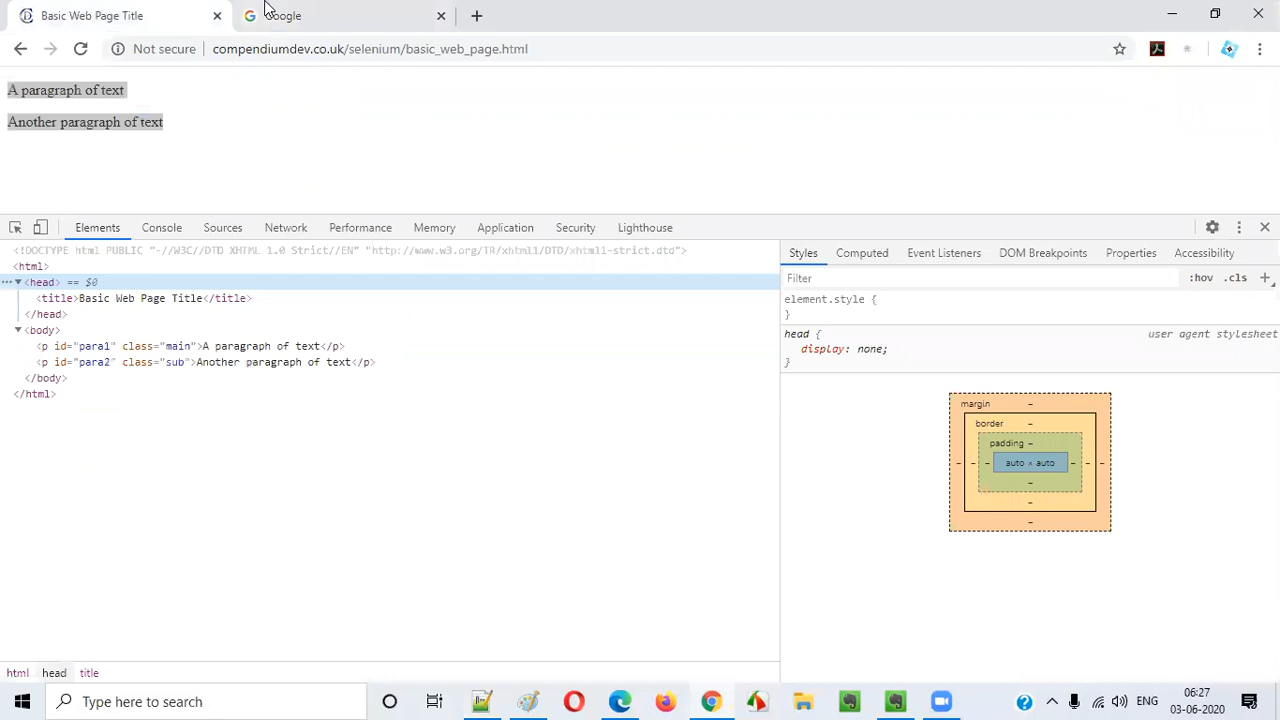 Basic Web Page Title
Google
Not secure compendiumdev.co.uk/selenium/basic_web_page.html
A paragraph of text
Another paragraph of text
Elements Console Sources Network Performance Memory Application Security Lighthouse
<!DOCTYPE html PUBLIC "-//W3C//DTD XHTML 1.0 Strict//EN" "http://www.w3.org/TR/xhtml1/DTD/xhtml1-strict.dtd">
<html>
<head> == $0
<title>Basic Web Page Title</title>
</head>
<body>
<p id="para1" class="main">A paragraph of text</p>
<p id="para2" class="sub">Another paragraph of text</p>
</body>
</html>
html head title
Styles Computed Event Listeners DOM Breakpoints Properties Accessibility
Filter :hov .cls +
element.style {
}
head { user agent stylesheet
display: none;
}
margin -
border -
padding -
- - - auto × auto - - -
-
-
-
Type here to search
ENG
06:27
03-06-2020